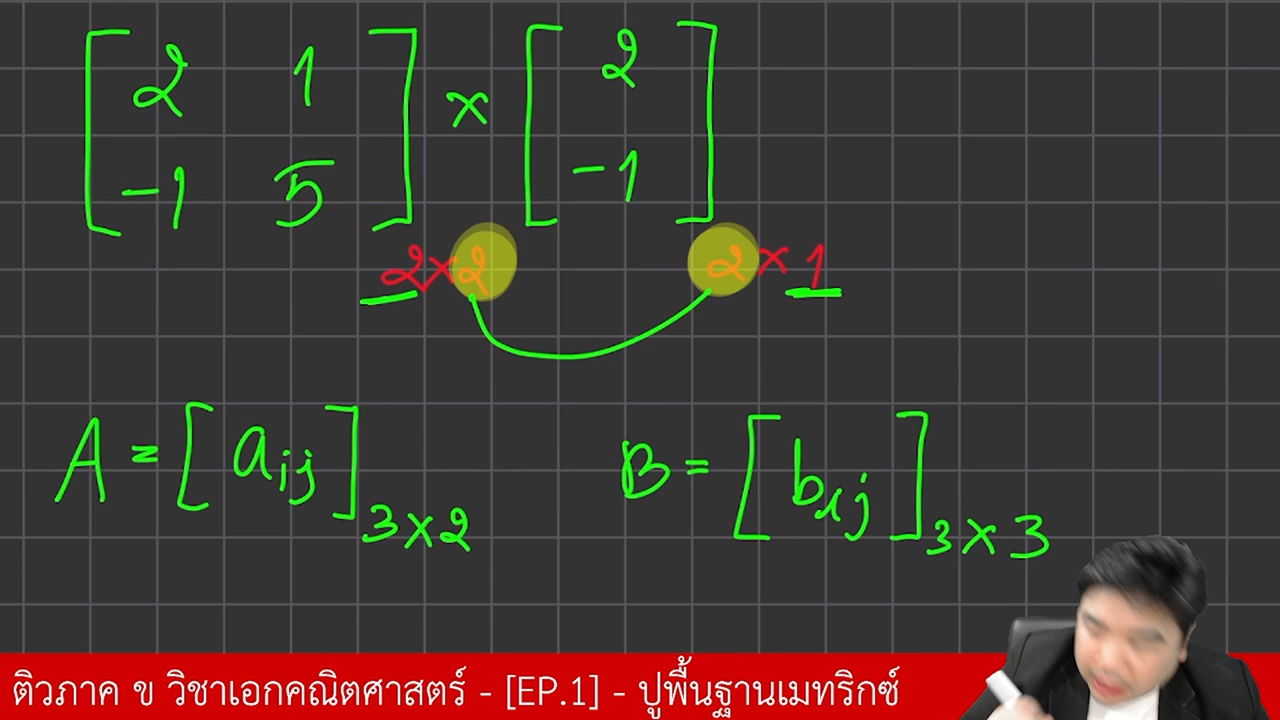 [ 2 1 ] × [ 2 ]
[ -1 5 ] [ -1 ]
2×2 2×1
A = [aij]3×2 B = [bij]3×3
ติวภาค ข วิชาเอกคณิตศาสตร์ - [EP.1] - ปูพื้นฐานเมทริกซ์